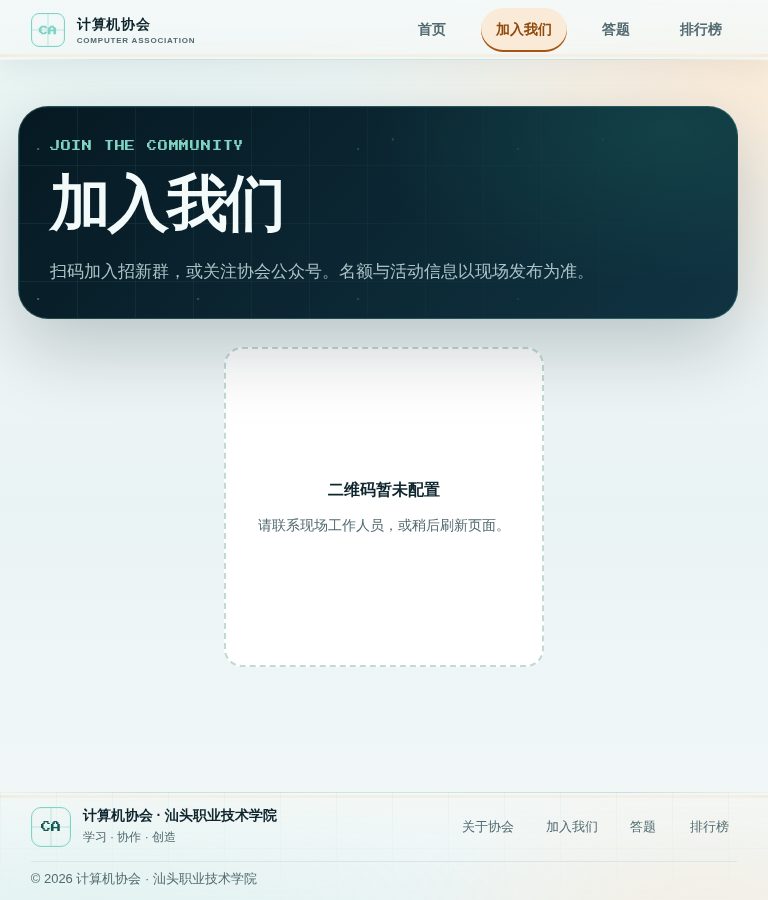 CA
计算机协会
COMPUTER ASSOCIATION
首页
加入我们
答题
排行榜
JOIN THE COMMUNITY
加入我们
扫码加入招新群，或关注协会公众号。名额与活动信息以现场发布为准。
二维码暂未配置
请联系现场工作人员，或稍后刷新页面。
CA
计算机协会 · 汕头职业技术学院
学习 · 协作 · 创造
关于协会
加入我们
答题
排行榜
© 2026 计算机协会 · 汕头职业技术学院